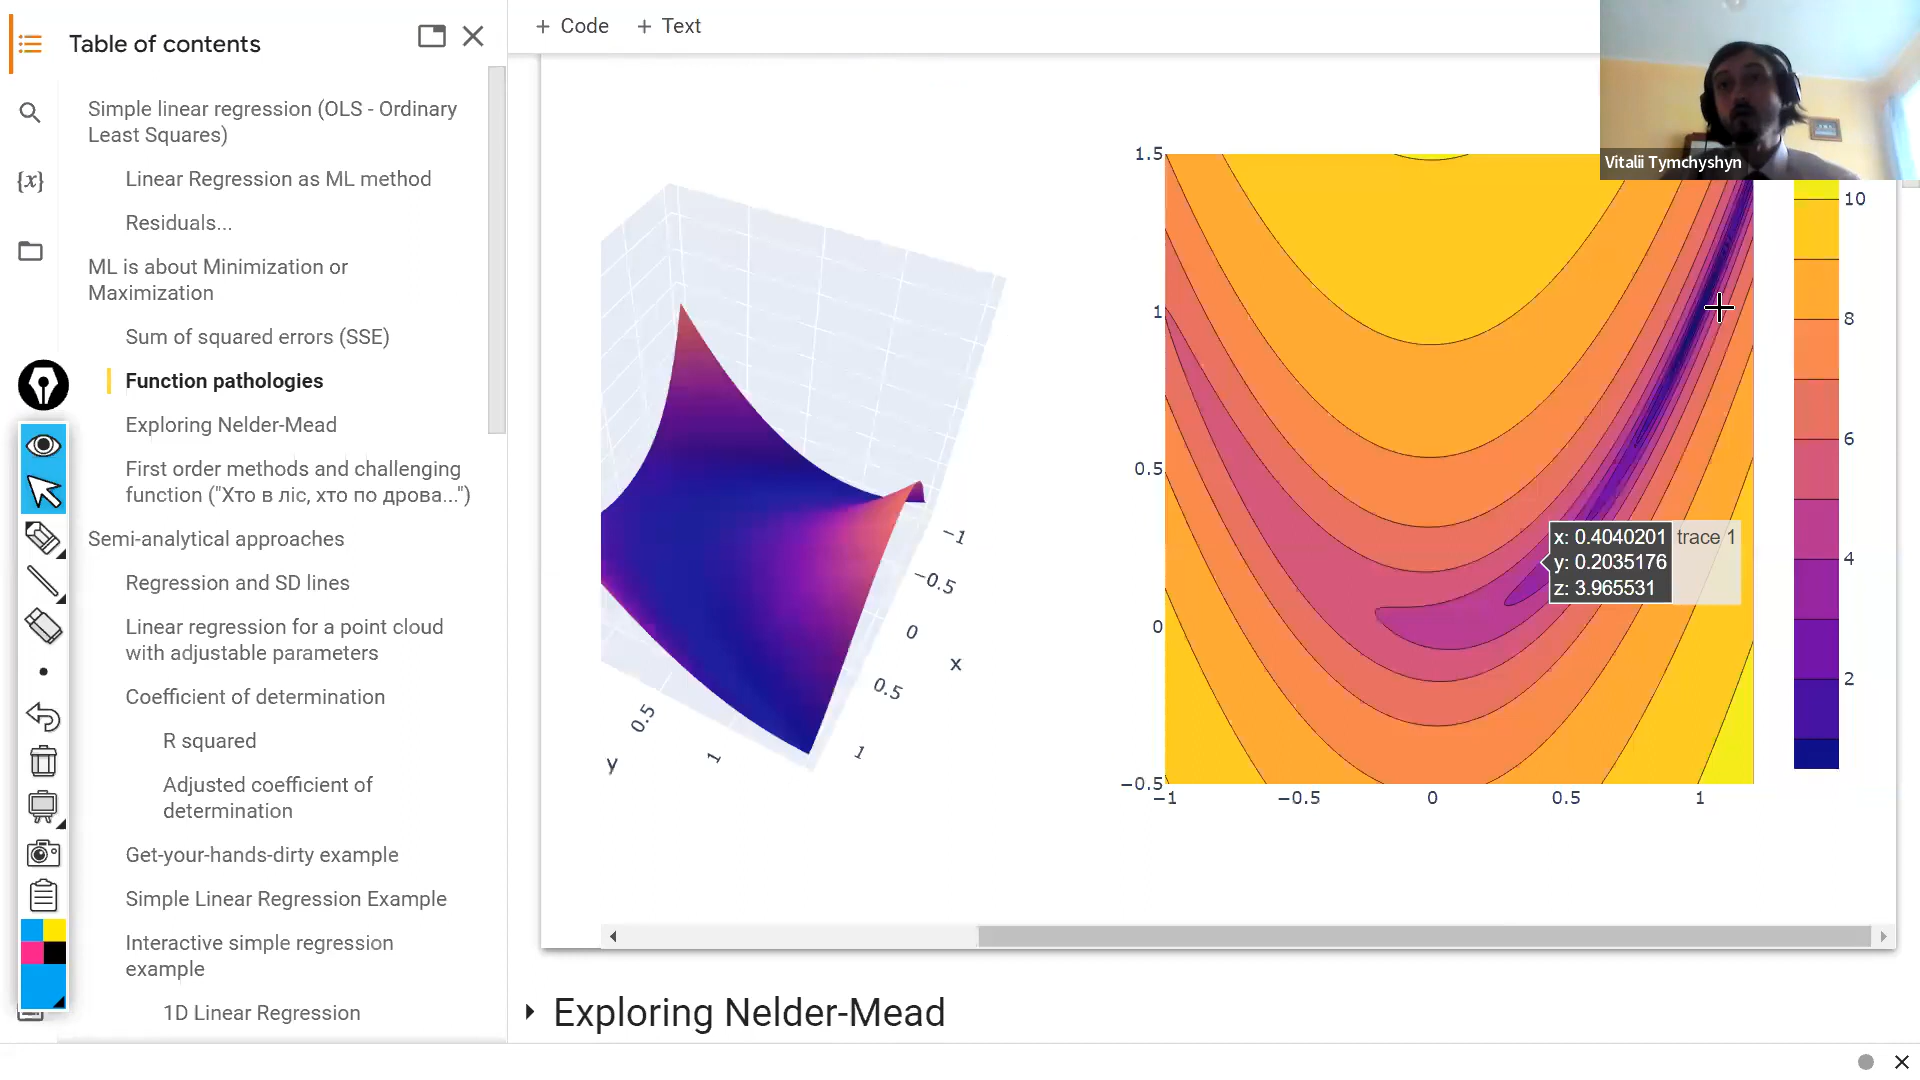 Table of contents
+ Code + Text
Simple linear regression (OLS - Ordinary
Least Squares)
Linear Regression as ML method
Residuals...
ML is about Minimization or
Maximization
Sum of squared errors (SSE)
Function pathologies
Exploring Nelder-Mead
First order methods and challenging
function ("Хто в ліс, хто по дрова...")
Semi-analytical approaches
Regression and SD lines
Linear regression for a point cloud
with adjustable parameters
Coefficient of determination
R squared
Adjusted coefficient of
determination
Get-your-hands-dirty example
Simple Linear Regression Example
Interactive simple regression
example
1D Linear Regression
{x}
−1
−0.5
0
x
0.5
1
0.5
1
y
1.5
1
0.5
0
−0.5
−1
−0.5
0
0.5
1
x: 0.4040201 trace 1
y: 0.2035176
z: 3.965531
10
8
6
4
2
Vitalii Tymchyshyn
Exploring Nelder-Mead